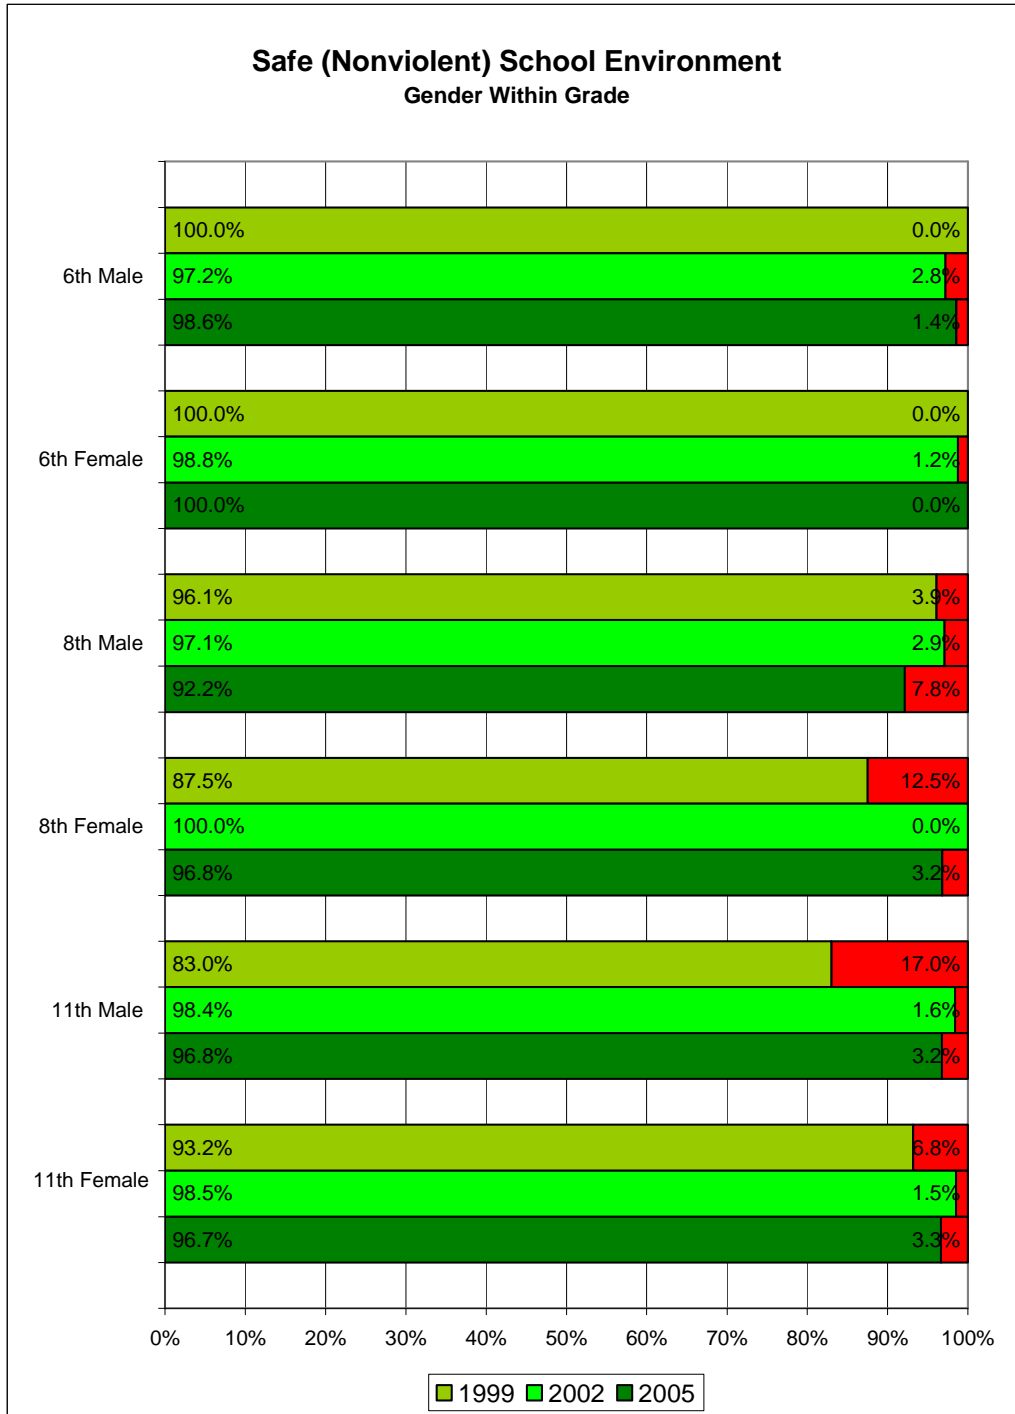 Safe (Nonviolent) School Environment
Gender Within Grade
100.0% 0.0%
6th Male 97.2% 2.8%
98.6% 1.4%
100.0% 0.0%
6th Female 98.8% 1.2%
100.0% 0.0%
96.1% 3.9%
8th Male 97.1% 2.9%
92.2% 7.8%
87.5% 12.5%
8th Female 100.0% 0.0%
96.8% 3.2%
83.0% 17.0%
11th Male 98.4% 1.6%
96.8% 3.2%
93.2% 6.8%
11th Female 98.5% 1.5%
96.7% 3.3%
0% 10% 20% 30% 40% 50% 60% 70% 80% 90% 100%
1999 2002 2005